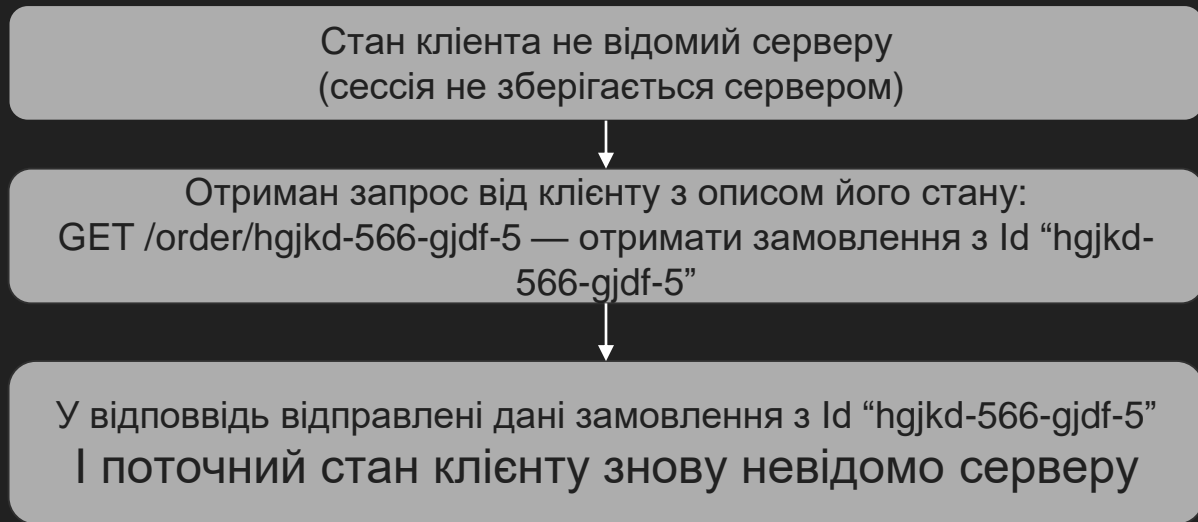 Стан кліента не відомий серверу
(сессія не зберігається сервером)
Отриман запрос від клієнту з описом його стану:
GET /order/hgjkd-566-gjdf-5 — отримати замовлення з Id “hgjkd-
566-gjdf-5”
У відповвідь відправлені дані замовлення з Id “hgjkd-566-gjdf-5”
І поточний стан клієнту знову невідомо серверу